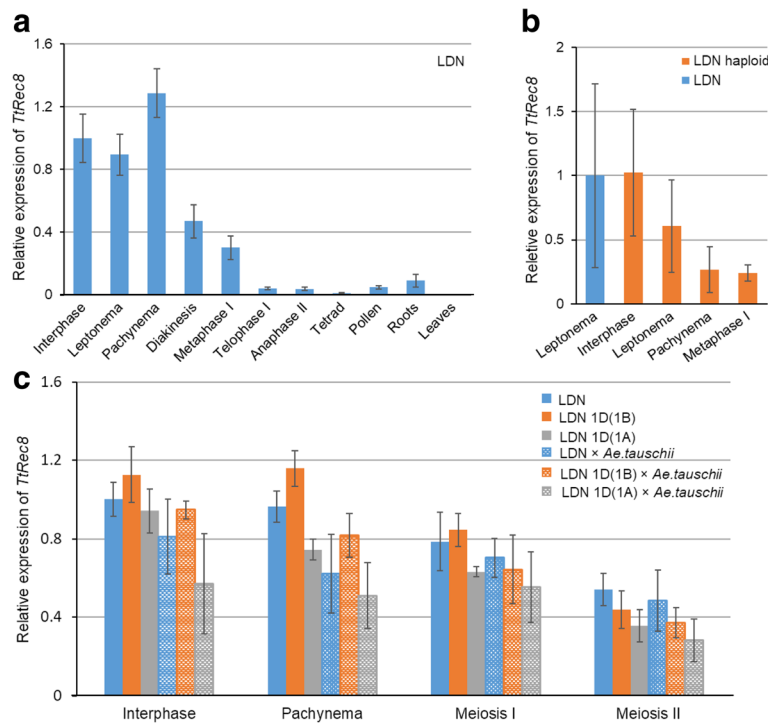 a
1.6
1.2
0.8
0.4
0
Relative expression of TtRec8
LDN
Interphase
Leptonema
Pachynema
Diakinesis
Metaphase I
Telophase I
Anaphase II
Tetrad
Pollen
Roots
Leaves
b
2
1.5
1
0.5
0
Reletive expression of TtRec8
LDN haploid
LDN
Leptonema
Interphase
Leptonema
Pachynema
Metaphase I
c
1.6
1.2
0.8
0.4
0
Relative expression of TtRec8
LDN
LDN 1D(1B)
LDN 1D(1A)
LDN × Ae.tauschii
LDN 1D(1B) × Ae.tauschii
LDN 1D(1A) × Ae.tauschii
Interphase
Pachynema
Meiosis I
Meiosis II